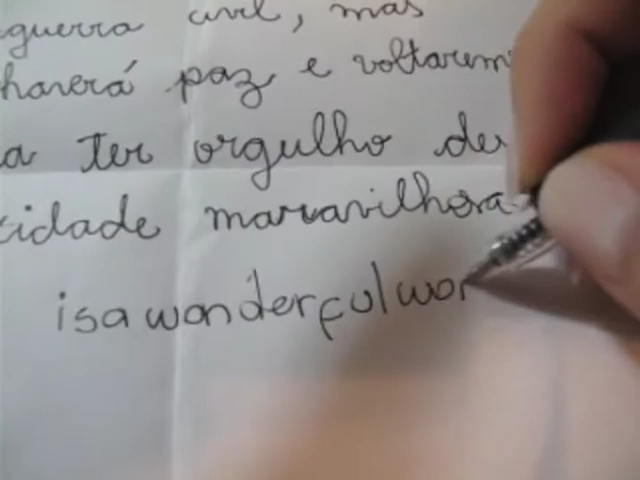 guerra civil, mas
haverá paz e voltarem
a ter orgulho de
cidade maravilhosa
isawonderfulwor